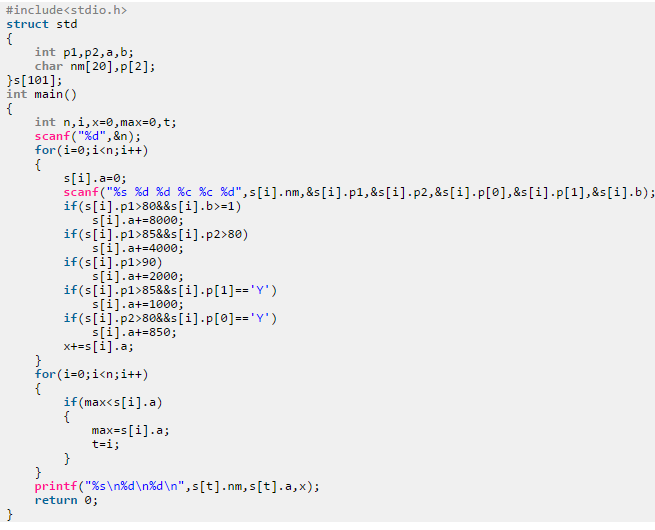 #include<stdio.h>
struct std
{
    int p1,p2,a,b;
    char nm[20],p[2];
}s[101];
int main()
{
    int n,i,x=0,max=0,t;
    scanf("%d",&n);
    for(i=0;i<n;i++)
    {
        s[i].a=0;
        scanf("%s %d %d %c %c %d",s[i].nm,&s[i].p1,&s[i].p2,&s[i].p[0],&s[i].p[1],&s[i].b);
        if(s[i].p1>80&&s[i].b>=1)
            s[i].a+=8000;
        if(s[i].p1>85&&s[i].p2>80)
            s[i].a+=4000;
        if(s[i].p1>90)
            s[i].a+=2000;
        if(s[i].p1>85&&s[i].p[1]=='Y')
            s[i].a+=1000;
        if(s[i].p2>80&&s[i].p[0]=='Y')
            s[i].a+=850;
        x+=s[i].a;
    }
    for(i=0;i<n;i++)
    {
        if(max<s[i].a)
        {
            max=s[i].a;
            t=i;
        }
    }
    printf("%s\n%d\n%d\n",s[t].nm,s[t].a,x);
    return 0;
}